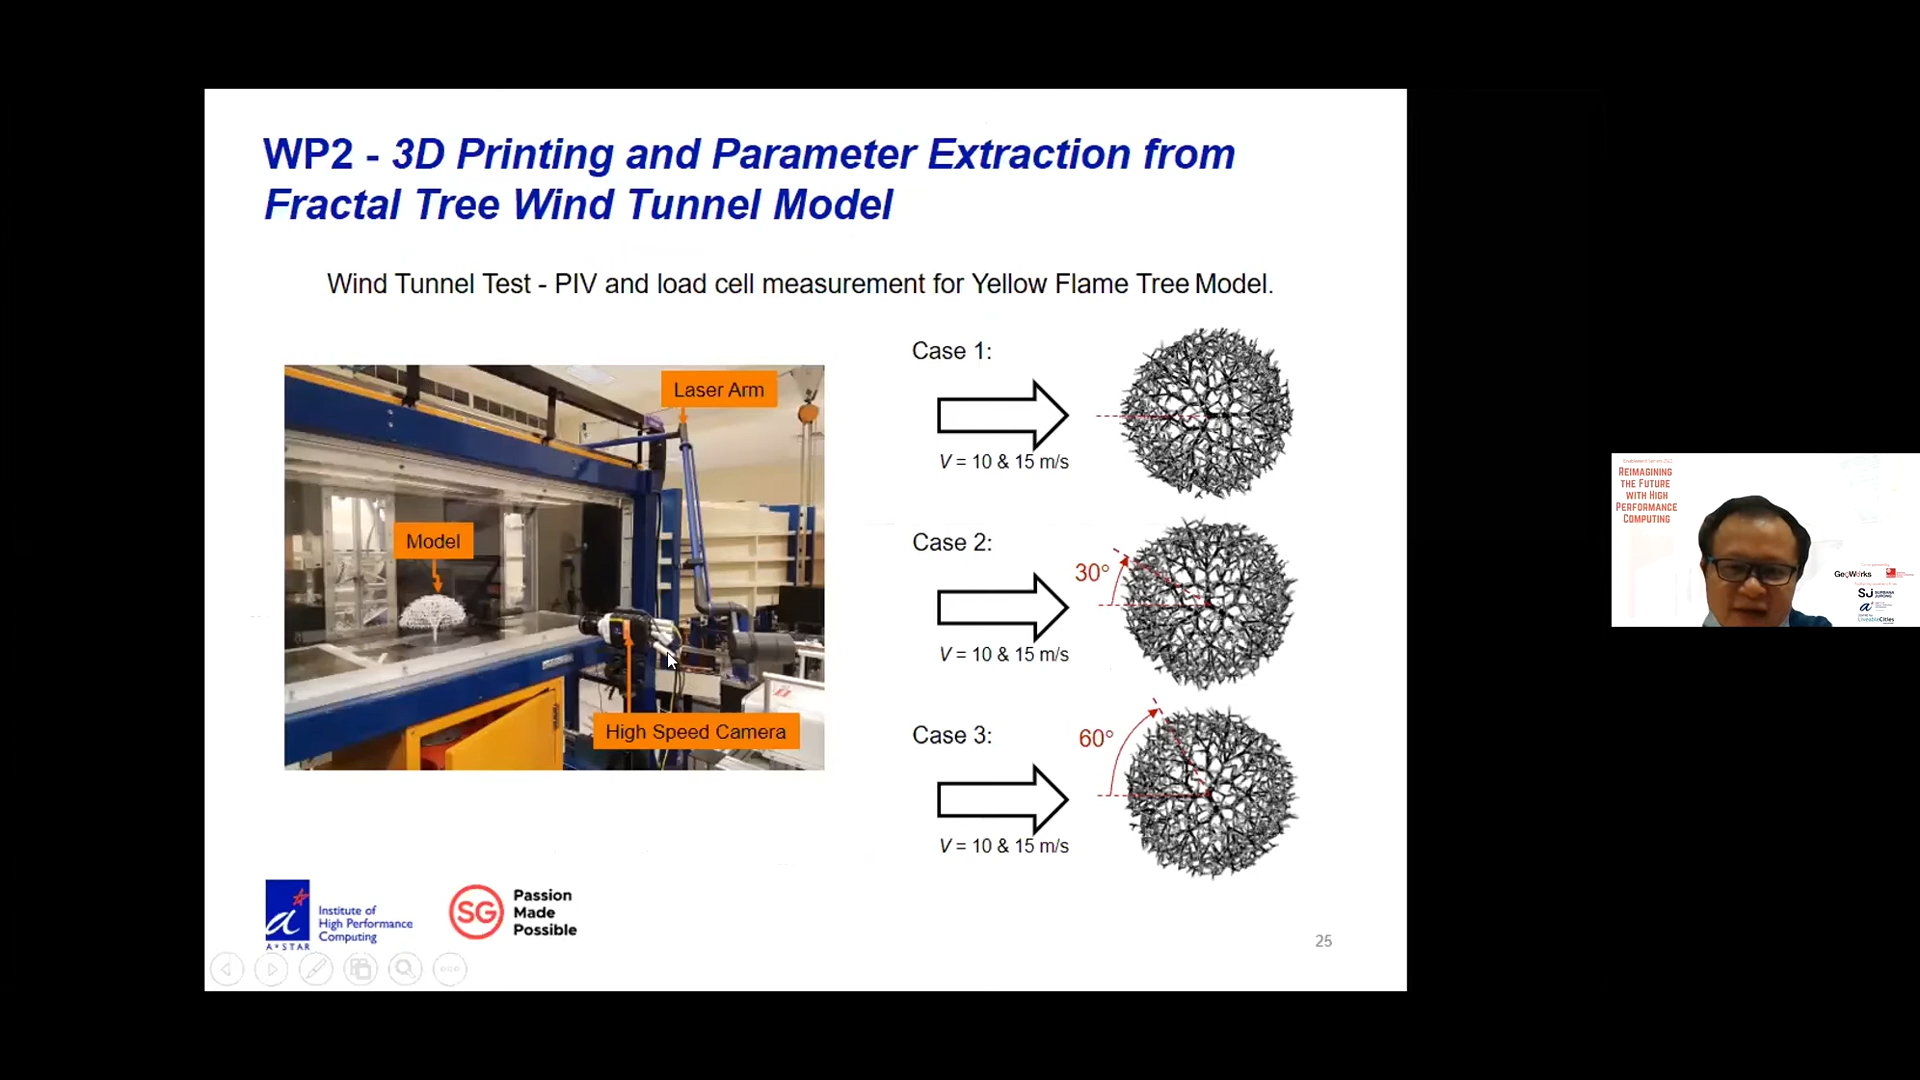 WP2 - 3D Printing and Parameter Extraction from
Fractal Tree Wind Tunnel Model
Wind Tunnel Test - PIV and load cell measurement for Yellow Flame Tree Model.
Laser Arm
Model
High Speed Camera
Case 1:
V = 10 & 15 m/s
Case 2:
30°
V = 10 & 15 m/s
Case 3:
60°
V = 10 & 15 m/s
Institute of
High Performance
Computing
A*STAR
SG
Passion
Made
Possible
25
Reimagining
the Future
with High
Performance
Computing
GeoWorks
SJ
LiveableCities